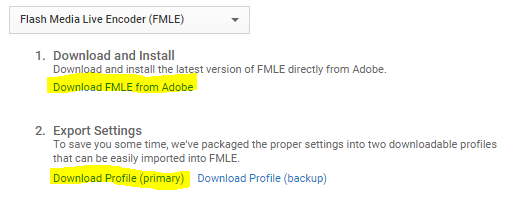 Flash Media Live Encoder (FMLE)
1. Download and Install
Download and install the latest version of FMLE directly from Adobe.
Download FMLE from Adobe
2. Export Settings
To save you some time, we've packaged the proper settings into two downloadable profiles
that can be easily imported into FMLE.
Download Profile (primary) Download Profile (backup)